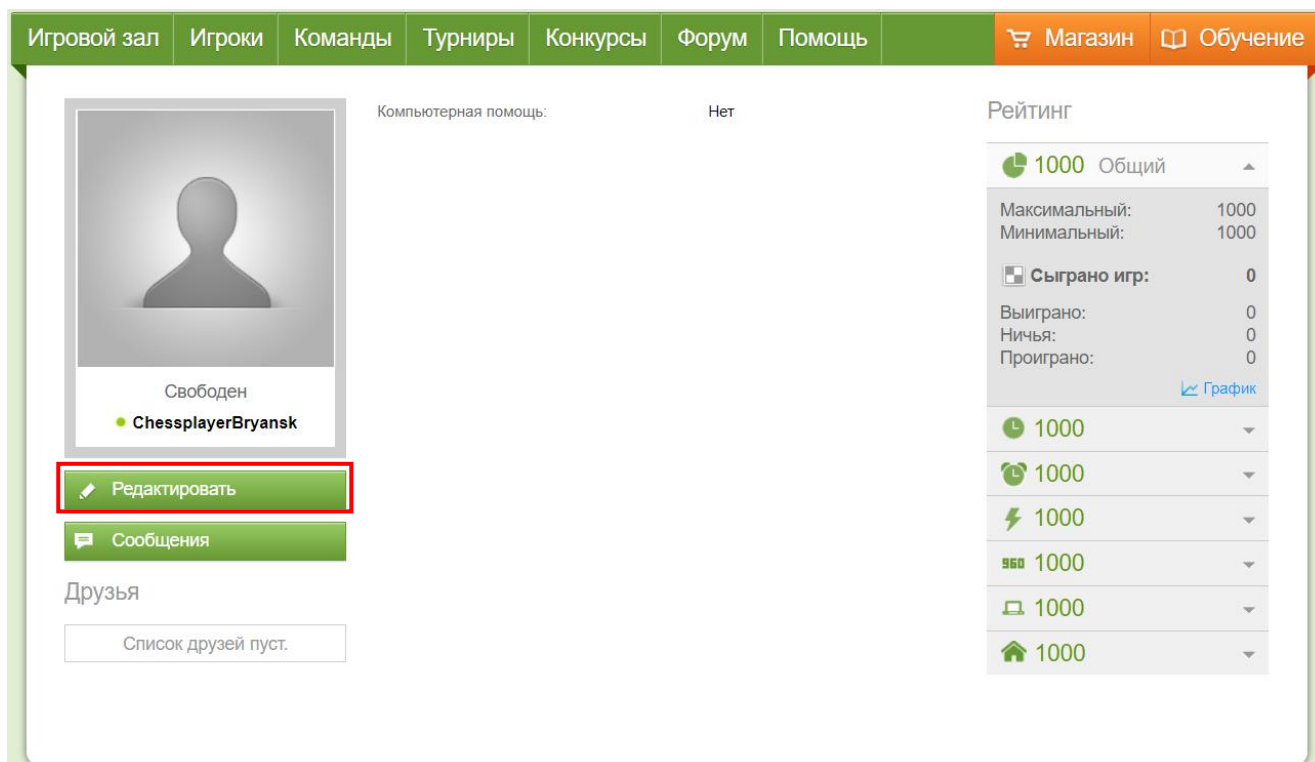 Игровой зал Игроки Команды Турниры Конкурсы Форум Помощь Магазин Обучение
Свободен
ChessplayerBryansk
Редактировать
Сообщения
Друзья
Список друзей пуст.
Компьютерная помощь: Нет
Рейтинг
1000 Общий
Максимальный: 1000
Минимальный: 1000
Сыграно игр: 0
Выиграно: 0
Ничья: 0
Проиграно: 0
График
1000
1000
1000
960 1000
1000
1000